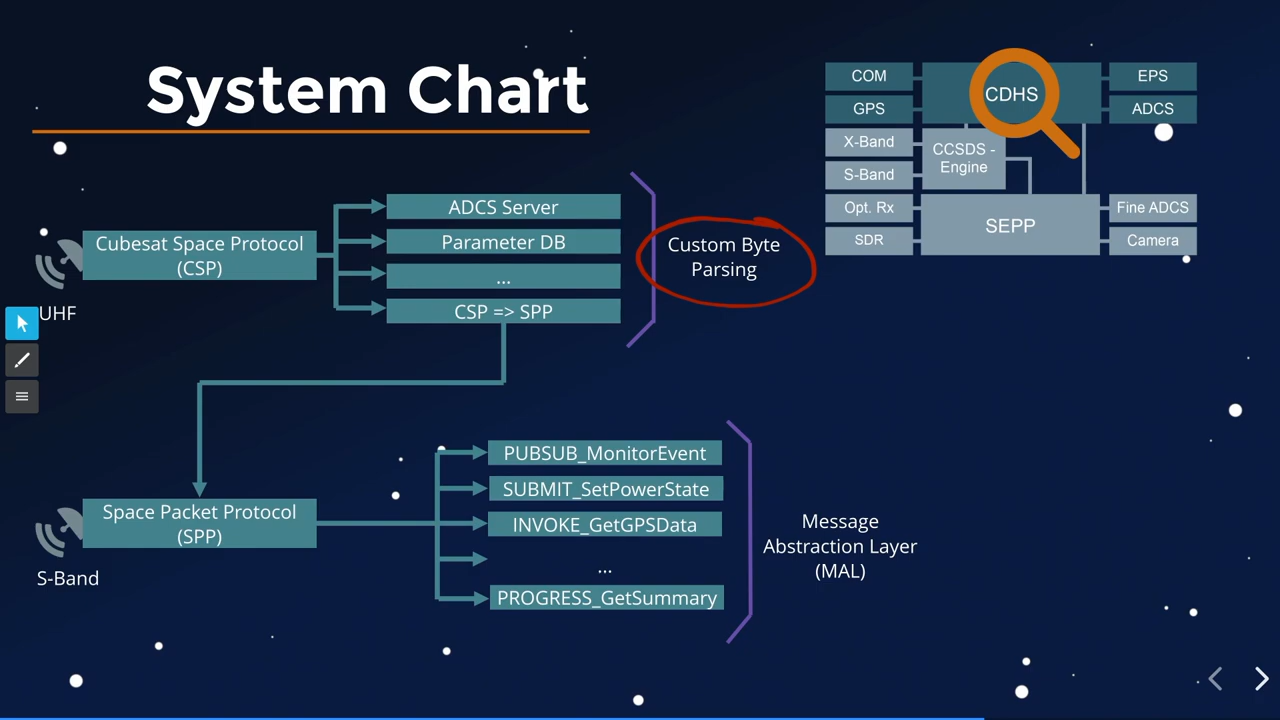 System Chart
COM
GPS
X-Band
S-Band
Opt. Rx
SDR
CDHS
CCSDS -
Engine
SEPP
EPS
ADCS
Fine ADCS
Camera
UHF
Cubesat Space Protocol
(CSP)
ADCS Server
Parameter DB
...
CSP => SPP
Custom Byte
Parsing
S-Band
Space Packet Protocol
(SPP)
PUBSUB_MonitorEvent
SUBMIT_SetPowerState
INVOKE_GetGPSData
...
PROGRESS_GetSummary
Message
Abstraction Layer
(MAL)